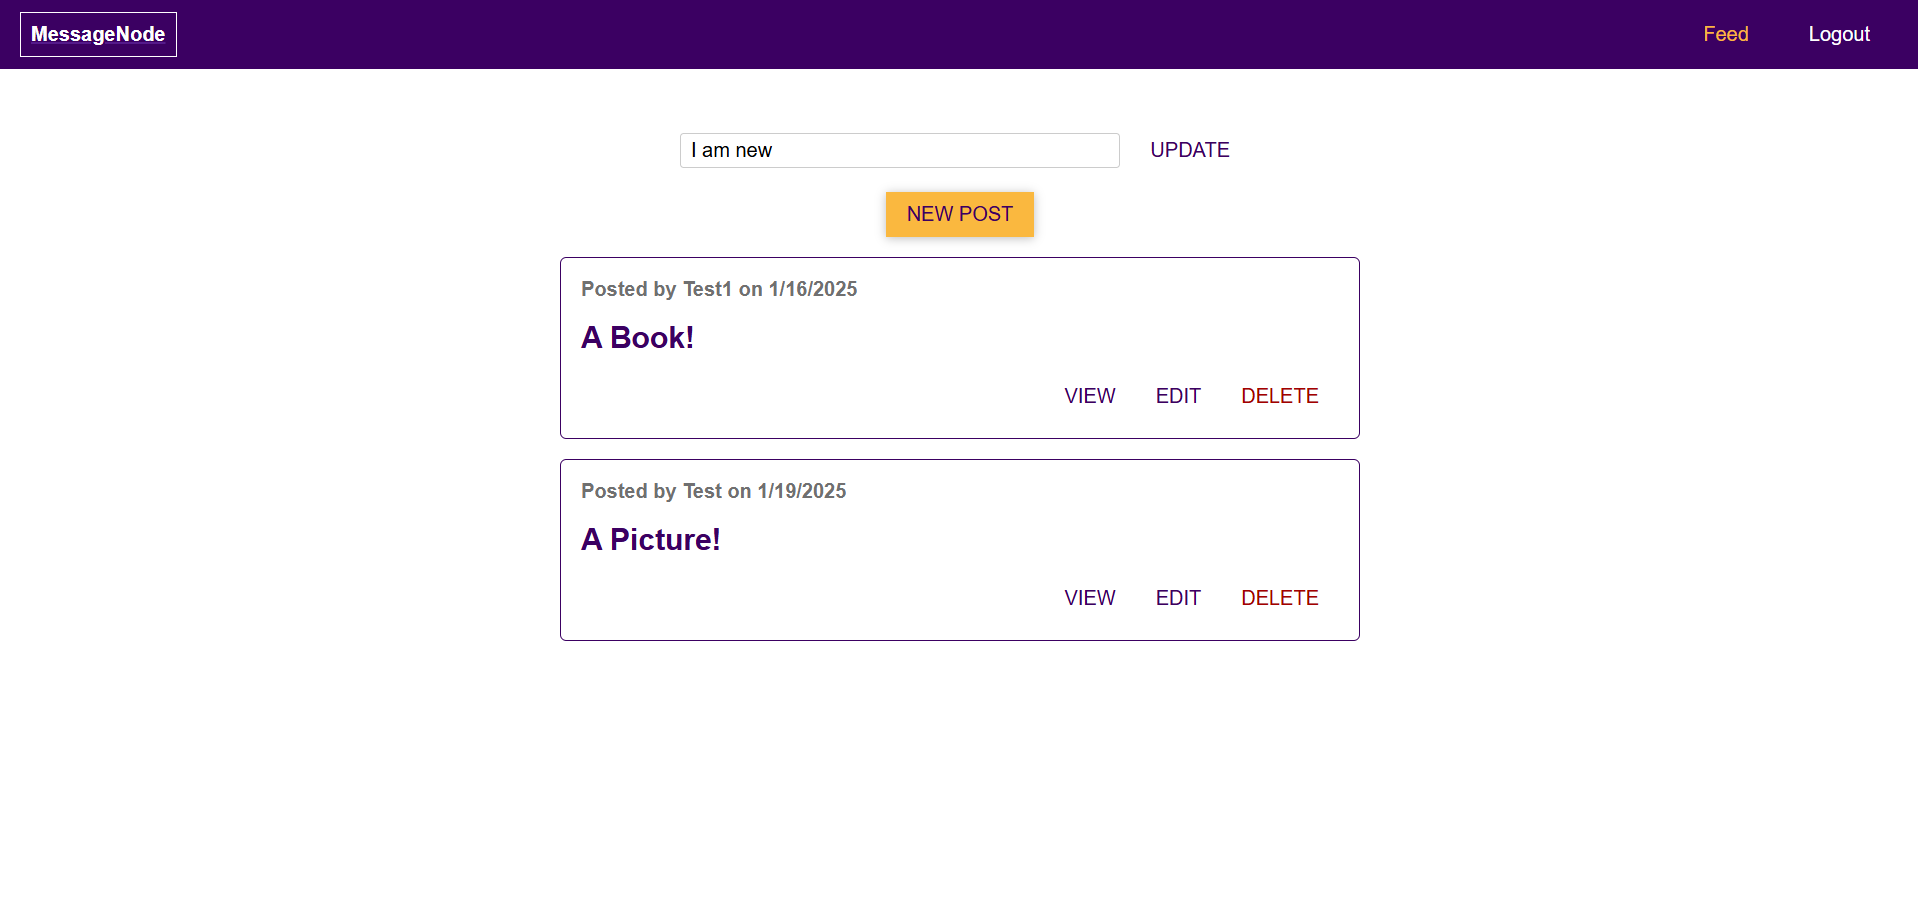 MessageNode Feed Logout
I am new UPDATE
NEW POST
Posted by Test1 on 1/16/2025
A Book!
VIEW EDIT DELETE
Posted by Test on 1/19/2025
A Picture!
VIEW EDIT DELETE